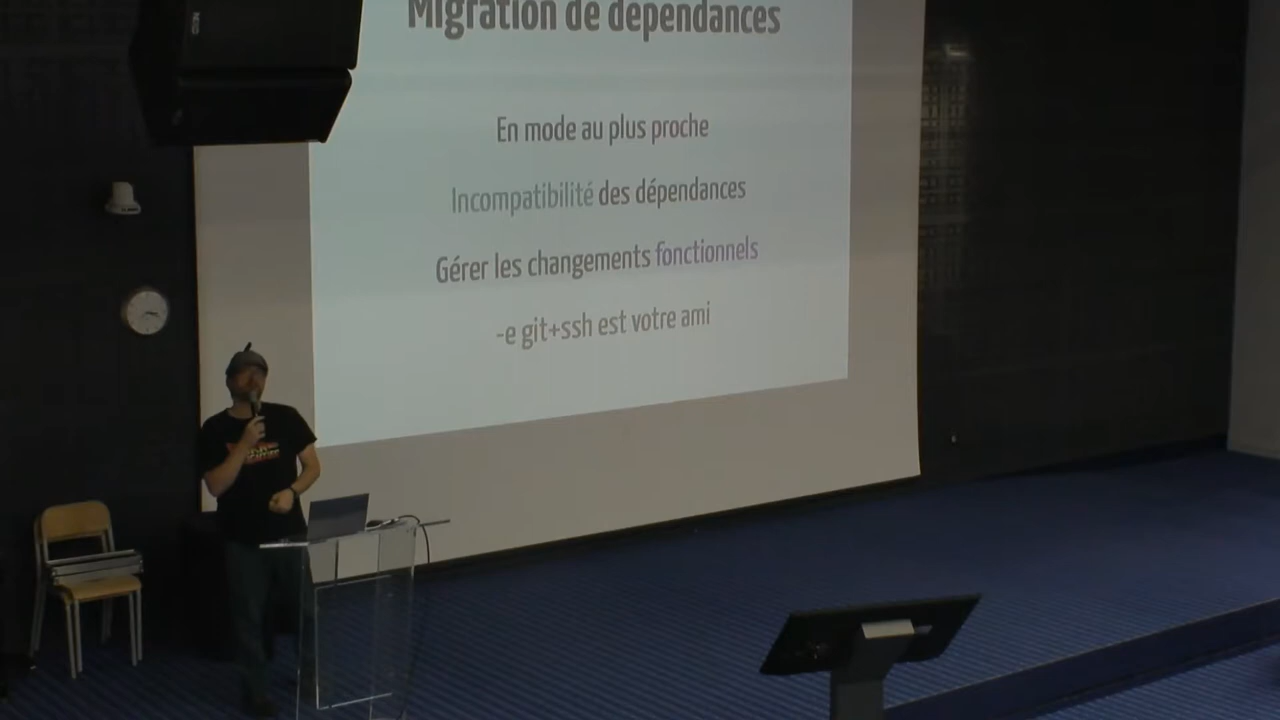 Migration de dépendances
En mode au plus proche
Incompatibilité des dépendances
Gérer les changements fonctionnels
-e git+ssh est votre ami